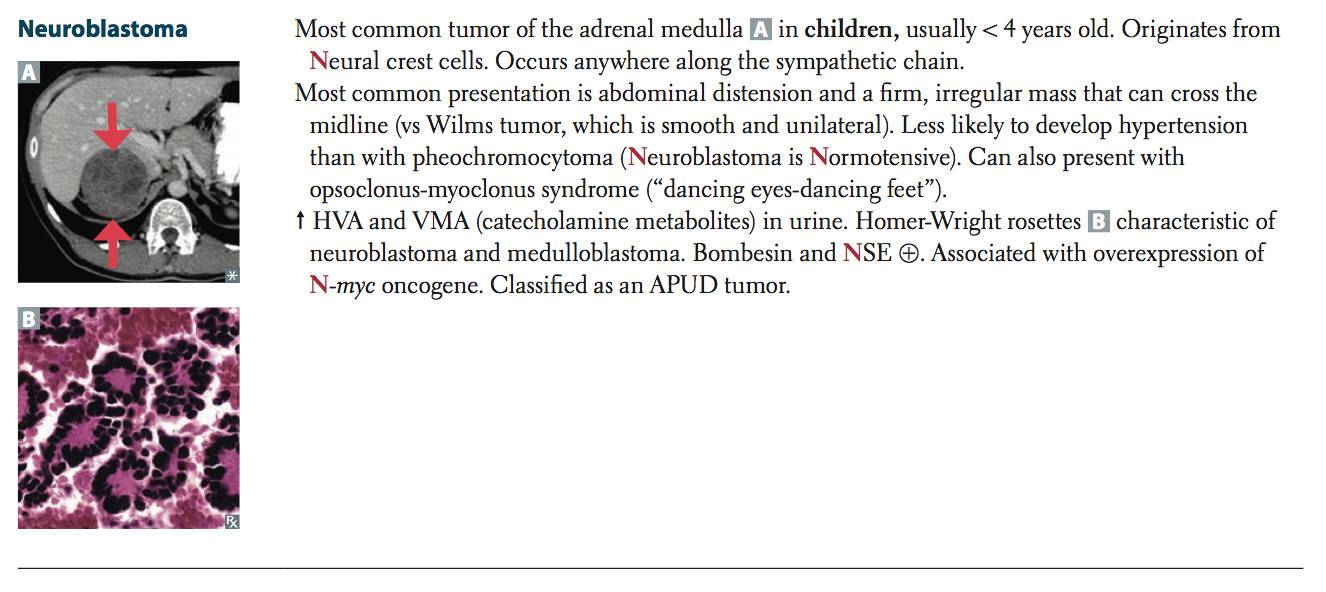 Neuroblastoma
A
*
B
℞
Most common tumor of the adrenal medulla A in children, usually < 4 years old. Originates from
Neural crest cells. Occurs anywhere along the sympathetic chain.
Most common presentation is abdominal distension and a firm, irregular mass that can cross the
midline (vs Wilms tumor, which is smooth and unilateral). Less likely to develop hypertension
than with pheochromocytoma (Neuroblastoma is Normotensive). Can also present with
opsoclonus-myoclonus syndrome (“dancing eyes-dancing feet”).
↑ HVA and VMA (catecholamine metabolites) in urine. Homer-Wright rosettes B characteristic of
neuroblastoma and medulloblastoma. Bombesin and NSE ⊕. Associated with overexpression of
N-myc oncogene. Classified as an APUD tumor.